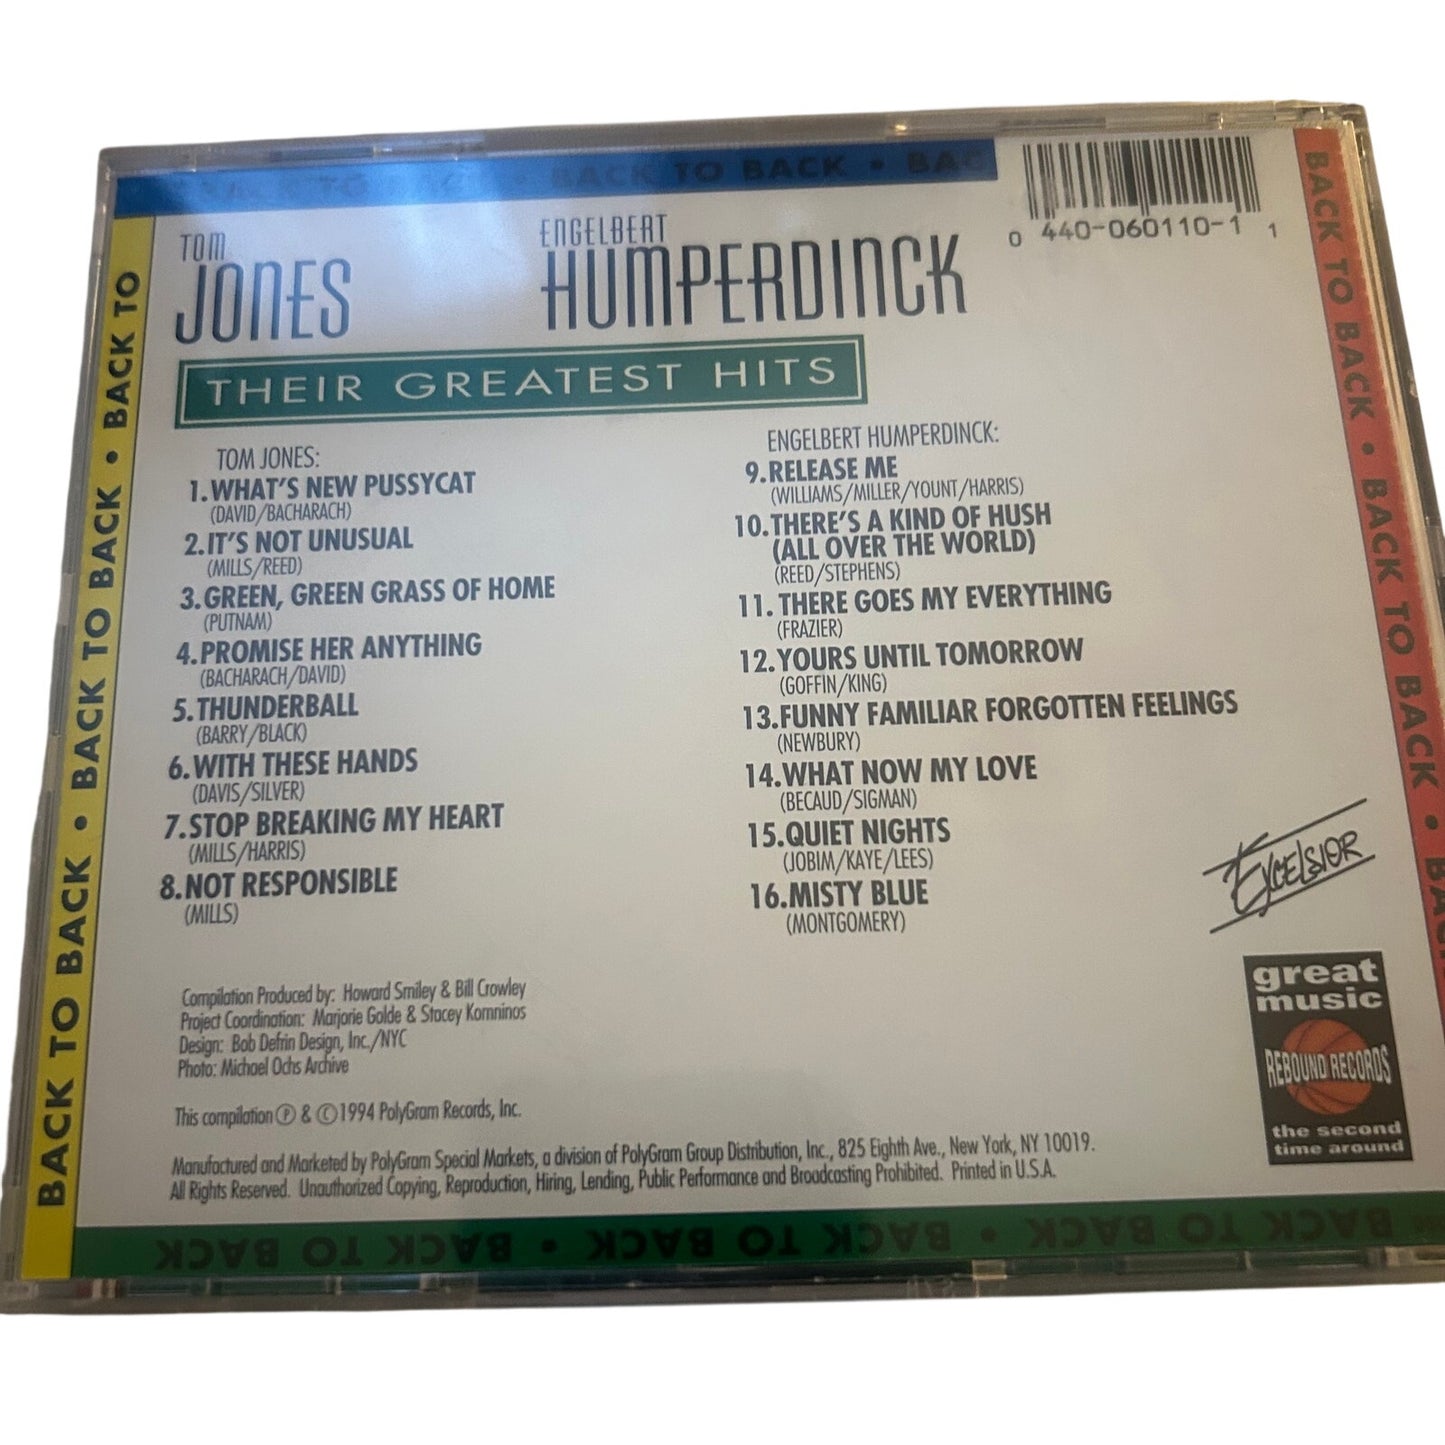 BACK TO BACK • BACK TO BACK • BAC
0 440-060110-1 1
TOM
JONES
ENGELBERT
HUMPERDINCK
THEIR GREATEST HITS
TOM JONES:
1. WHAT'S NEW PUSSYCAT
(DAVID/BACHARACH)
2. IT'S NOT UNUSUAL
(MILLS/REED)
3. GREEN, GREEN GRASS OF HOME
(PUTNAM)
4. PROMISE HER ANYTHING
(BACHARACH/DAVID)
5. THUNDERBALL
(BARRY/BLACK)
6. WITH THESE HANDS
(DAVIS/SILVER)
7. STOP BREAKING MY HEART
(MILLS/HARRIS)
8. NOT RESPONSIBLE
(MILLS)
ENGELBERT HUMPERDINCK:
9. RELEASE ME
(WILLIAMS/MILLER/YOUNT/HARRIS)
10. THERE'S A KIND OF HUSH
(ALL OVER THE WORLD)
(REED/STEPHENS)
11. THERE GOES MY EVERYTHING
(FRAZIER)
12. YOURS UNTIL TOMORROW
(GOFFIN/KING)
13. FUNNY FAMILIAR FORGOTTEN FEELINGS
(NEWBURY)
14. WHAT NOW MY LOVE
(BECAUD/SIGMAN)
15. QUIET NIGHTS
(JOBIM/KAYE/LEES)
16. MISTY BLUE
(MONTGOMERY)
EXCELSIOR
great
music
REBOUND RECORDS
the second
time around
Compilation Produced by: Howard Smiley & Bill Crowley
Project Coordination: Marjorie Golde & Stacey Komninos
Design: Bob Defrin Design, Inc./NYC
Photo: Michael Ochs Archive
This compilation Ⓟ & © 1994 PolyGram Records, Inc.
Manufactured and Marketed by PolyGram Special Markets, a division of PolyGram Group Distribution, Inc., 825 Eighth Ave., New York, NY 10019.
All Rights Reserved. Unauthorized Copying, Reproduction, Hiring, Lending, Public Performance and Broadcasting Prohibited. Printed in U.S.A.
BACK TO BACK • BACK TO BACK • BACK TO
BACK TO BACK • BACK TO BACK • BAC
BACK TO BACK • BACK TO BACK • BACK TO BACK